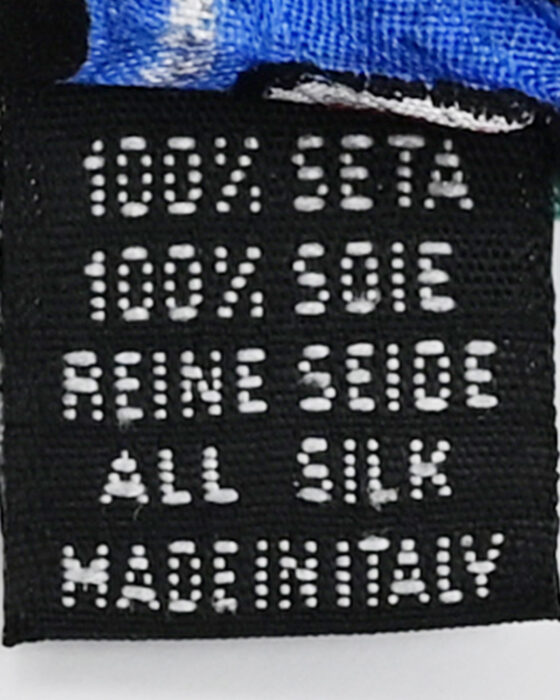 100% SETA
100% SOIE
REINE SEIDE
ALL SILK
MADE IN ITALY